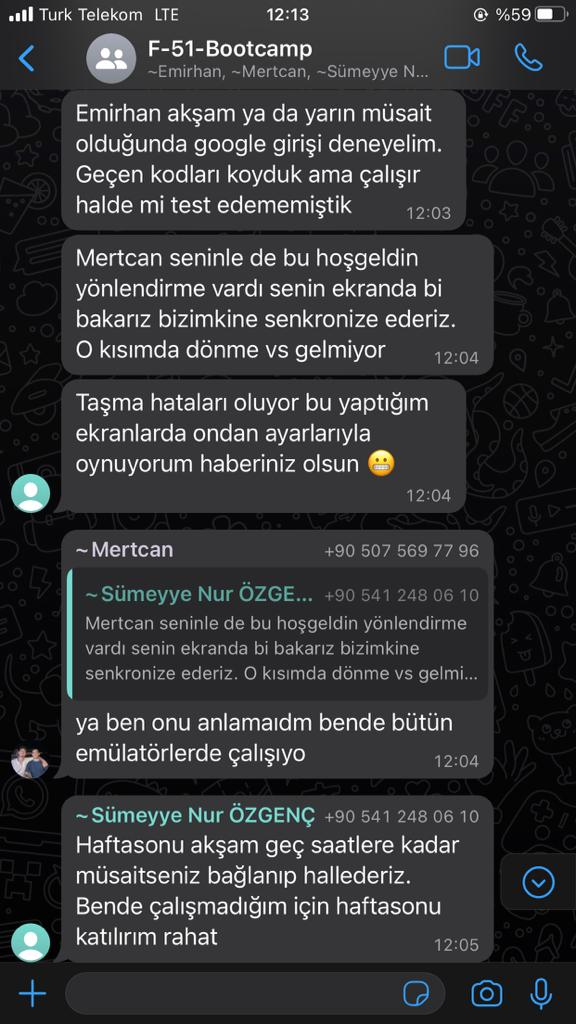 Turk Telekom LTE 12:13 %59
F-51-Bootcamp
~Emirhan, ~Mertcan, ~Sümeyye N...
Emirhan akşam ya da yarın müsait
olduğunda google girişi deneyelim.
Geçen kodları koyduk ama çalışır
halde mi test edememiştik 12:03
Mertcan seninle de bu hoşgeldin
yönlendirme vardı senin ekranda bi
bakarız bizimkine senkronize ederiz.
O kısımda dönme vs gelmiyor 12:04
Taşma hataları oluyor bu yaptığım
ekranlarda ondan ayarlarıyla
oynuyorum haberiniz olsun 😬
12:04
~Mertcan +90 507 569 77 96
~Sümeyye Nur ÖZGE... +90 541 248 06 10
Mertcan seninle de bu hoşgeldin yönlendirme
vardı senin ekranda bi bakarız bizimkine
senkronize ederiz. O kısımda dönme vs gelmi...
ya ben onu anlamaıdm bende bütün
emülatörlerde çalışıyo 12:04
~Sümeyye Nur ÖZGENÇ +90 541 248 06 10
Haftasonu akşam geç saatlere kadar
müsaitseniz bağlanıp hallederiz.
Bende çalışmadığım için haftasonu
katılırım rahat 12:05